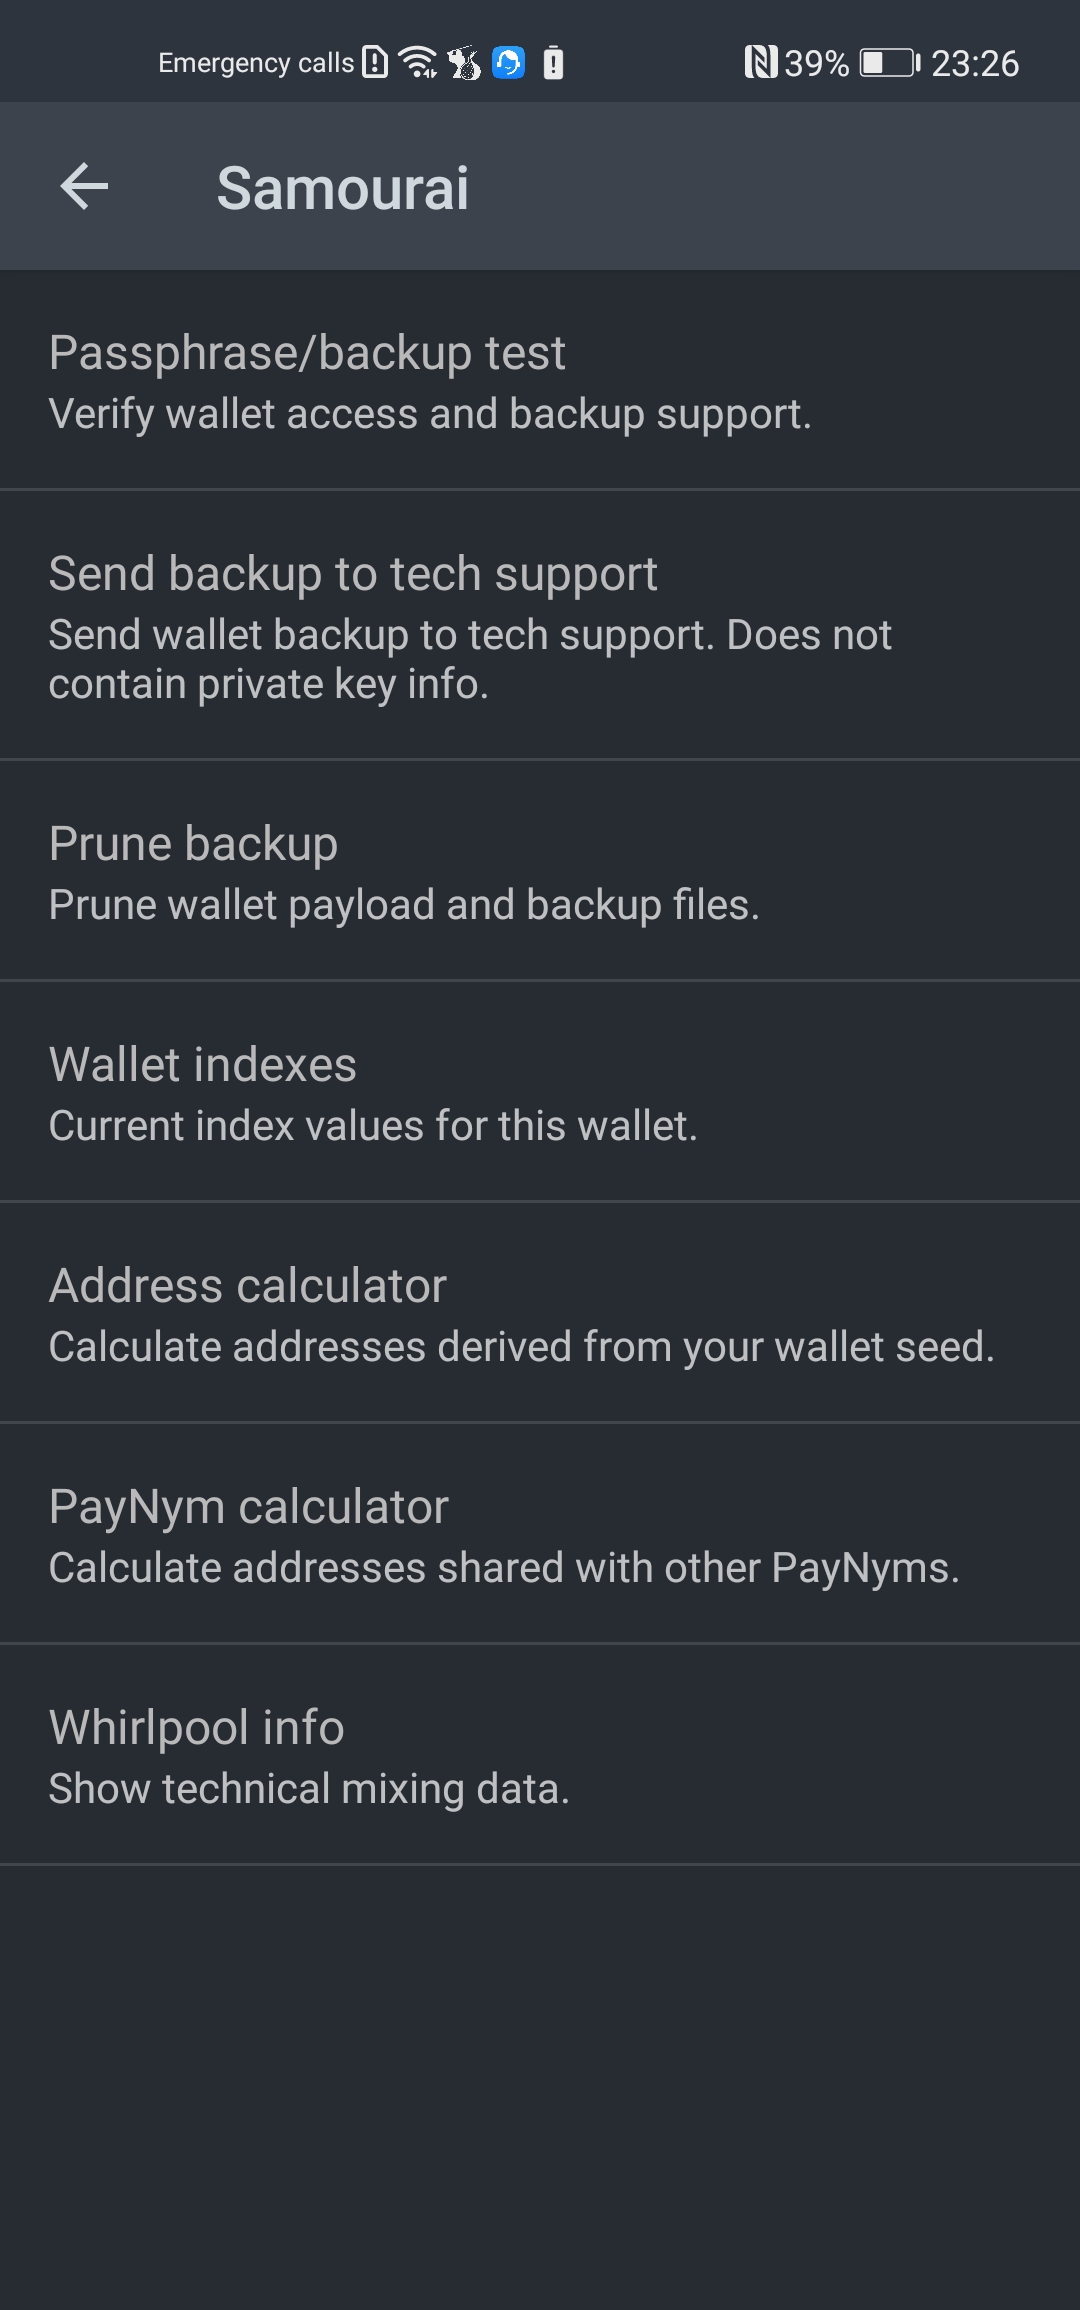 Emergency calls 39% 23:26
Samourai
Passphrase/backup test
Verify wallet access and backup support.
Send backup to tech support
Send wallet backup to tech support. Does not
contain private key info.
Prune backup
Prune wallet payload and backup files.
Wallet indexes
Current index values for this wallet.
Address calculator
Calculate addresses derived from your wallet seed.
PayNym calculator
Calculate addresses shared with other PayNyms.
Whirlpool info
Show technical mixing data.